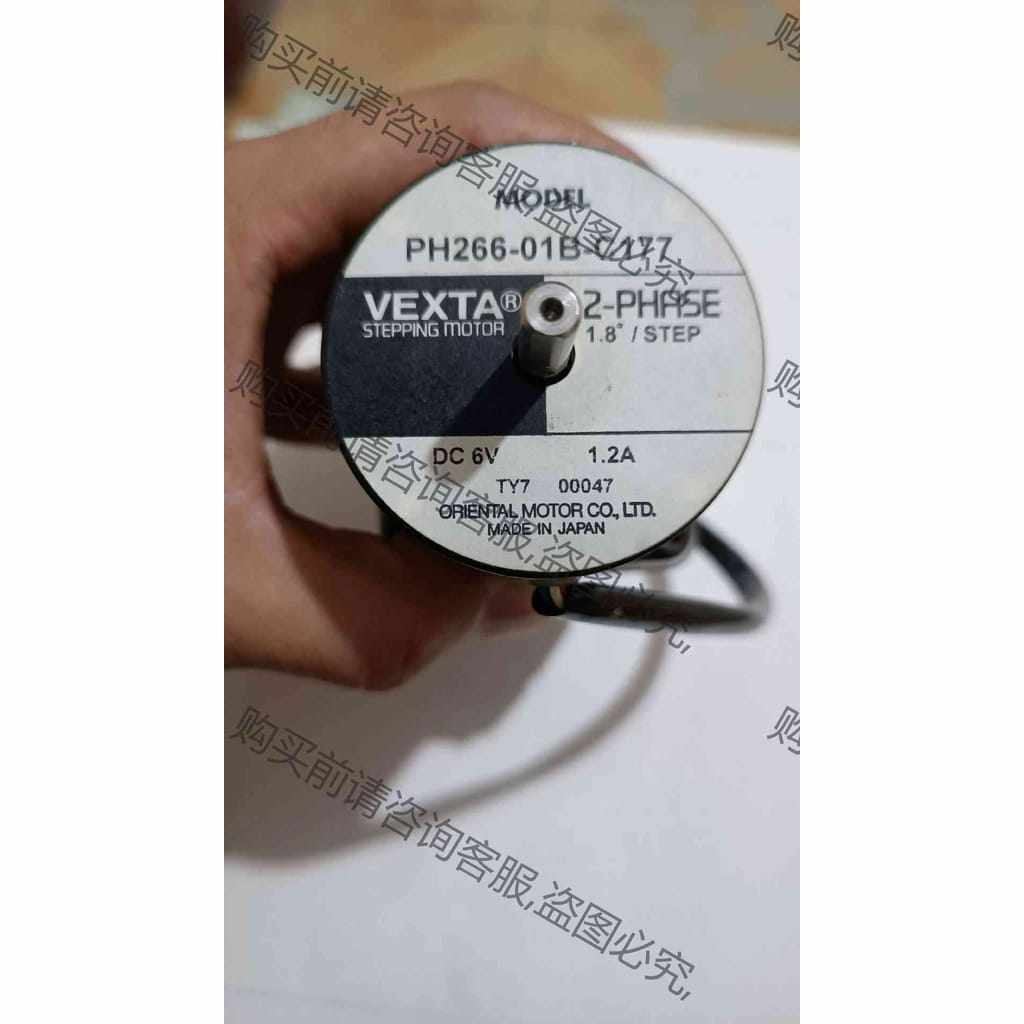 MODEL
PH266-01B-C177
VEXTA® 2-PHASE
STEPPING MOTOR 1.8°/STEP
DC 6V 1.2A
TY7 00047
ORIENTAL MOTOR CO., LTD.
MADE IN JAPAN
购买前请咨询客服,盗图必究,
购买前请咨询客服,盗图必究,
购买前请咨询客服,盗图必究,
购
购
购